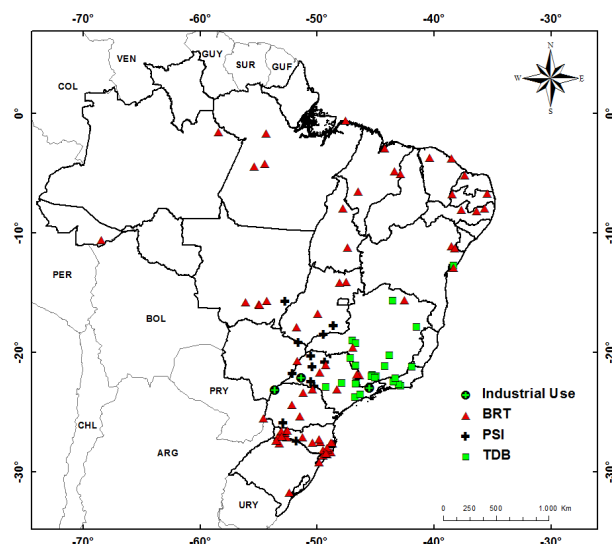 -70° -60° -50° -40° -30°
N
W E
S
GUY
VEN
SUR
GUF
COL
0°
0°
-10°
-10°
PER
BOL
-20°
-20°
PRY
CHL
ARG
Industrial Use
BRT
PSI
TDB
-30°
-30°
URY
0 250 500 1.000 Km
-70° -60° -50° -40° -30°